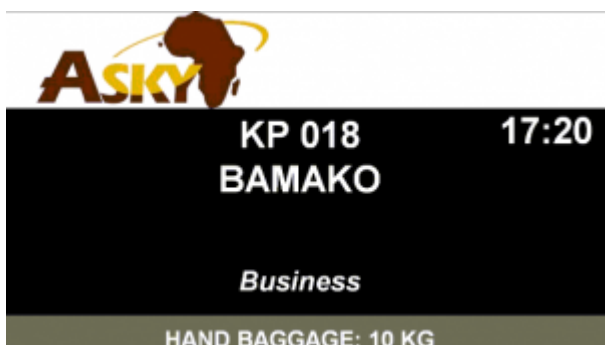 ASKY
KP 018 17:20
BAMAKO
Business
HAND BAGGAGE: 10 KG